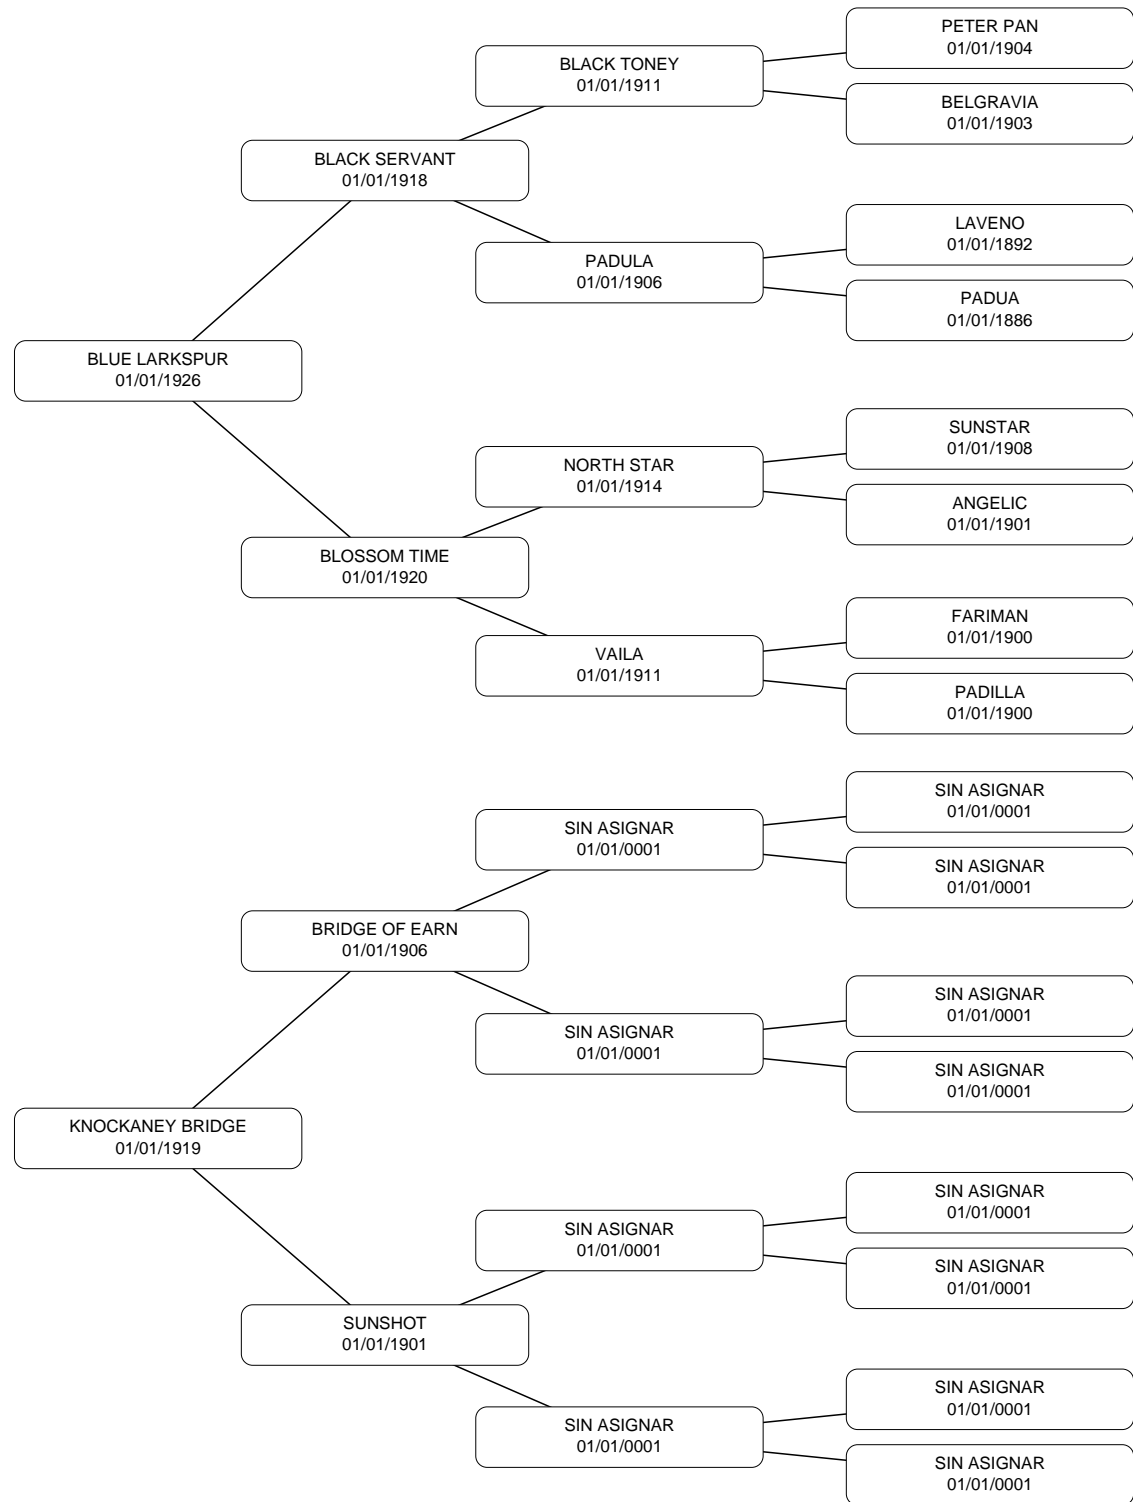 PETER PAN
01/01/1904
BLACK TONEY
01/01/1911
BELGRAVIA
01/01/1903
BLACK SERVANT
01/01/1918
LAVENO
01/01/1892
PADULA
01/01/1906
PADUA
01/01/1886
BLUE LARKSPUR
01/01/1926
SUNSTAR
01/01/1908
NORTH STAR
01/01/1914
ANGELIC
01/01/1901
BLOSSOM TIME
01/01/1920
FARIMAN
01/01/1900
VAILA
01/01/1911
PADILLA
01/01/1900
SIN ASIGNAR
01/01/0001
SIN ASIGNAR
01/01/0001
SIN ASIGNAR
01/01/0001
BRIDGE OF EARN
01/01/1906
SIN ASIGNAR
01/01/0001
SIN ASIGNAR
01/01/0001
SIN ASIGNAR
01/01/0001
KNOCKANEY BRIDGE
01/01/1919
SIN ASIGNAR
01/01/0001
SIN ASIGNAR
01/01/0001
SIN ASIGNAR
01/01/0001
SUNSHOT
01/01/1901
SIN ASIGNAR
01/01/0001
SIN ASIGNAR
01/01/0001
SIN ASIGNAR
01/01/0001